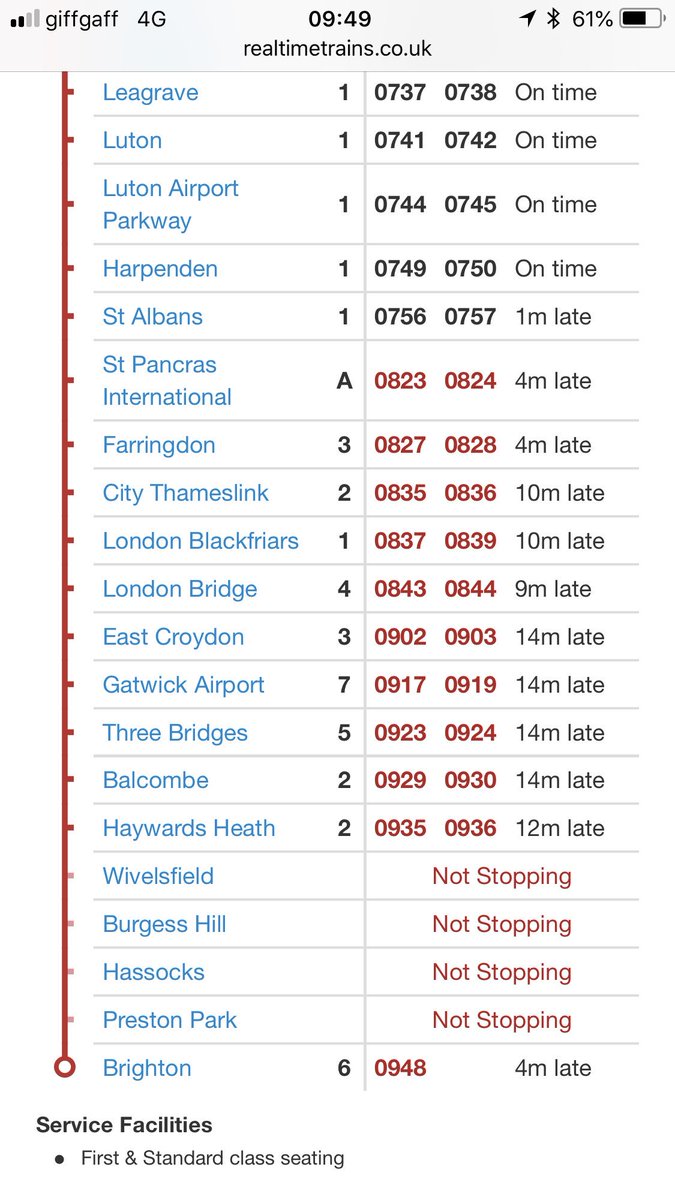 giffgaff 4G 09:49 61%
realtimetrains.co.uk
Leagrave 1 0737 0738 On time
Luton 1 0741 0742 On time
Luton Airport
Parkway 1 0744 0745 On time
Harpenden 1 0749 0750 On time
St Albans 1 0756 0757 1m late
St Pancras
International A 0823 0824 4m late
Farringdon 3 0827 0828 4m late
City Thameslink 2 0835 0836 10m late
London Blackfriars 1 0837 0839 10m late
London Bridge 4 0843 0844 9m late
East Croydon 3 0902 0903 14m late
Gatwick Airport 7 0917 0919 14m late
Three Bridges 5 0923 0924 14m late
Balcombe 2 0929 0930 14m late
Haywards Heath 2 0935 0936 12m late
Wivelsfield Not Stopping
Burgess Hill Not Stopping
Hassocks Not Stopping
Preston Park Not Stopping
Brighton 6 0948 4m late
Service Facilities
• First & Standard class seating